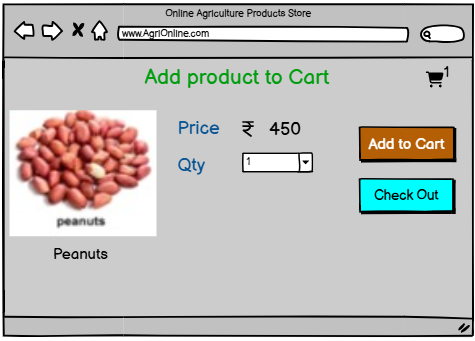 Online Agriculture Products Store
www.AgriOnline.com
Add product to Cart
1
Price ₹ 450
Add to Cart
Qty 1
Check Out
peanuts
Peanuts